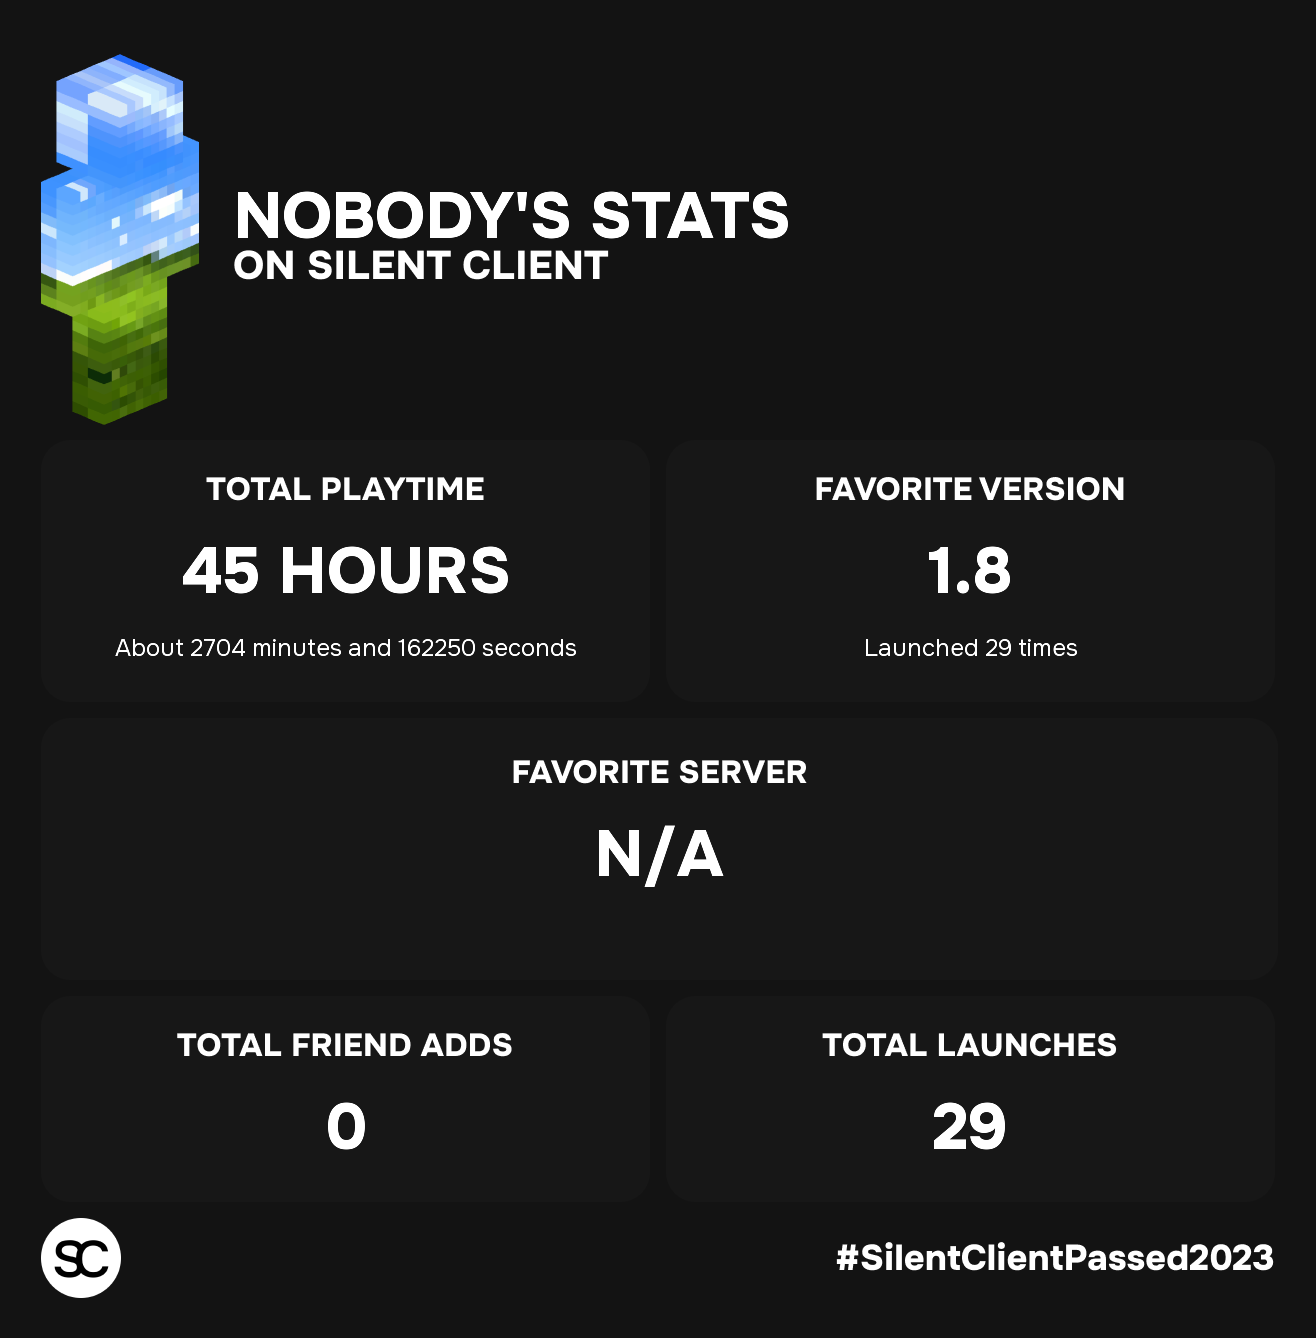 NOBODY'S STATS
ON SILENT CLIENT
TOTAL PLAYTIME
45 HOURS
About 2704 minutes and 162250 seconds
FAVORITE VERSION
1.8
Launched 29 times
FAVORITE SERVER
N/A
TOTAL FRIEND ADDS
0
TOTAL LAUNCHES
29
SC
#SilentClientPassed2023